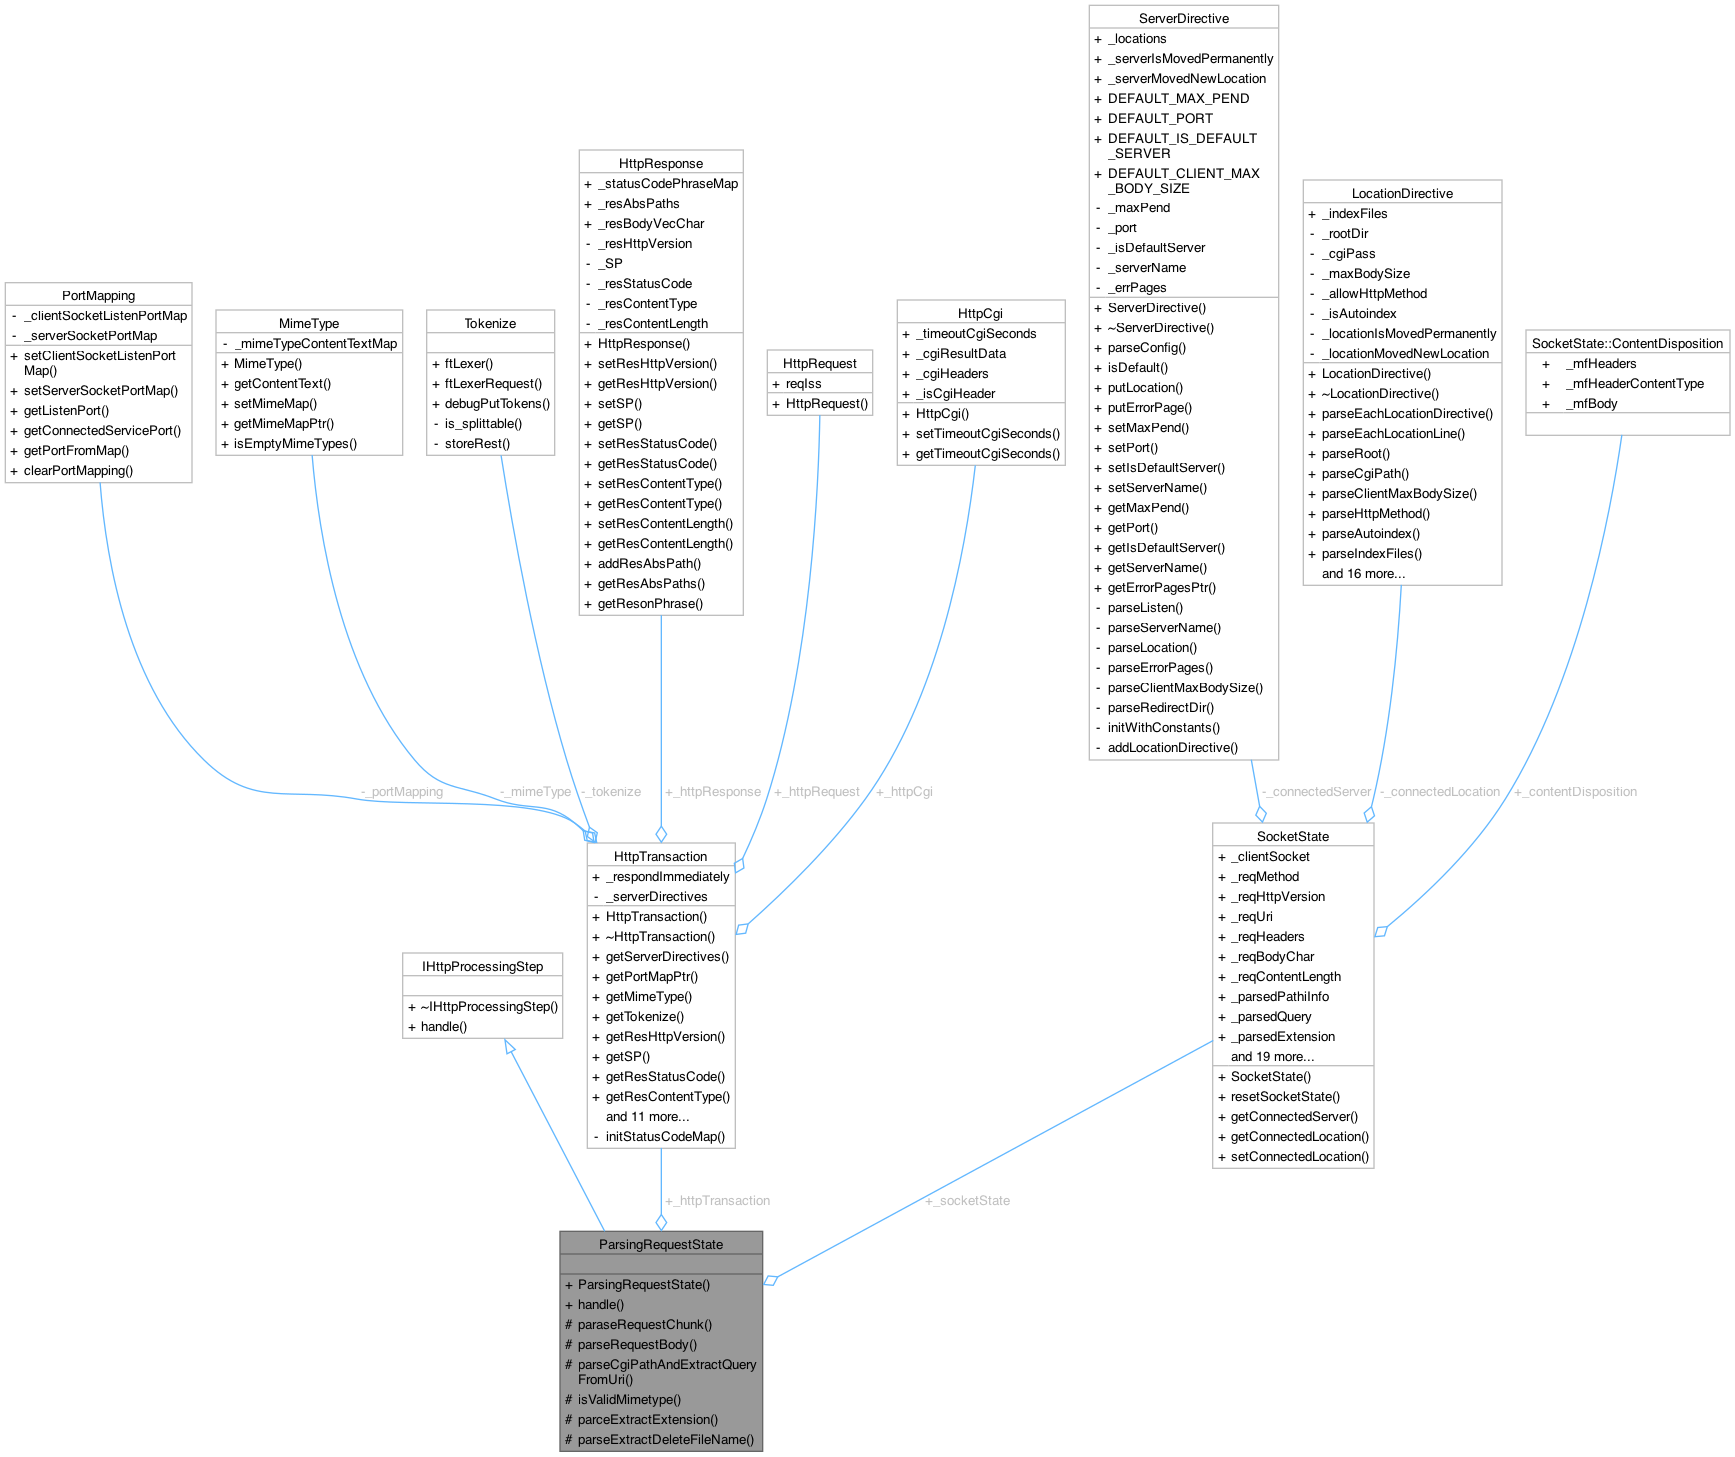 ServerDirective
+ _locations
+ _serverIsMovedPermanently
+ _serverMovedNewLocation
+ DEFAULT_MAX_PEND
+ DEFAULT_PORT
+ DEFAULT_IS_DEFAULT
_SERVER
+ DEFAULT_CLIENT_MAX
_BODY_SIZE
- _maxPend
- _port
- _isDefaultServer
- _serverName
- _errPages
+ ServerDirective()
+ ~ServerDirective()
+ parseConfig()
+ isDefault()
+ putLocation()
+ putErrorPage()
+ setMaxPend()
+ setPort()
+ setIsDefaultServer()
+ setServerName()
+ getMaxPend()
+ getPort()
+ getIsDefaultServer()
+ getServerName()
+ getErrorPagesPtr()
- parseListen()
- parseServerName()
- parseLocation()
- parseErrorPages()
- parseClientMaxBodySize()
- parseRedirectDir()
- initWithConstants()
- addLocationDirective()
HttpResponse
+ _statusCodePhraseMap
+ _resAbsPaths
+ _resBodyVecChar
- _resHttpVersion
- _SP
- _resStatusCode
- _resContentType
- _resContentLength
+ HttpResponse()
+ setResHttpVersion()
+ getResHttpVersion()
+ setSP()
+ getSP()
+ setResStatusCode()
+ getResStatusCode()
+ setResContentType()
+ getResContentType()
+ setResContentLength()
+ getResContentLength()
+ addResAbsPath()
+ getResAbsPaths()
+ getResonPhrase()
LocationDirective
+ _indexFiles
- _rootDir
- _cgiPass
- _maxBodySize
- _allowHttpMethod
- _isAutoindex
- _locationIsMovedPermanently
- _locationMovedNewLocation
+ LocationDirective()
+ ~LocationDirective()
+ parseEachLocationDirective()
+ parseEachLocationLine()
+ parseRoot()
+ parseCgiPath()
+ parseClientMaxBodySize()
+ parseHttpMethod()
+ parseAutoindex()
+ parseIndexFiles()
and 16 more...
PortMapping
- _clientSocketListenPortMap
- _serverSocketPortMap
+ setClientSocketListenPort
Map()
+ setServerSocketPortMap()
+ getListenPort()
+ getConnectedServicePort()
+ getPortFromMap()
+ clearPortMapping()
MimeType
- _mimeTypeContentTextMap
+ MimeType()
+ getContentText()
+ setMimeMap()
+ getMimeMapPtr()
+ isEmptyMimeTypes()
Tokenize
+ ftLexer()
+ ftLexerRequest()
+ debugPutTokens()
- is_splittable()
- storeRest()
HttpRequest
+ reqIss
+ HttpRequest()
HttpCgi
+ _timeoutCgiSeconds
+ _cgiResultData
+ _cgiHeaders
+ _isCgiHeader
+ HttpCgi()
+ setTimeoutCgiSeconds()
+ getTimeoutCgiSeconds()
SocketState::ContentDisposition
+ _mfHeaders
+ _mfHeaderContentType
+ _mfBody
-_portMapping
-_mimeType
-_tokenize
+_httpResponse
+_httpRequest
+_httpCgi
-_connectedServer
-_connectedLocation
+_contentDisposition
HttpTransaction
+ _respondImmediately
- _serverDirectives
+ HttpTransaction()
+ ~HttpTransaction()
+ getServerDirectives()
+ getPortMapPtr()
+ getMimeType()
+ getTokenize()
+ getResHttpVersion()
+ getSP()
+ getResStatusCode()
+ getResContentType()
and 11 more...
- initStatusCodeMap()
SocketState
+ _clientSocket
+ _reqMethod
+ _reqHttpVersion
+ _reqUri
+ _reqHeaders
+ _reqBodyChar
+ _reqContentLength
+ _parsedPathiInfo
+ _parsedQuery
+ _parsedExtension
and 19 more...
+ SocketState()
+ resetSocketState()
+ getConnectedServer()
+ getConnectedLocation()
+ setConnectedLocation()
IHttpProcessingStep
+ ~IHttpProcessingStep()
+ handle()
+_httpTransaction
+_socketState
ParsingRequestState
+ ParsingRequestState()
+ handle()
# paraseRequestChunk()
# parseRequestBody()
# parseCgiPathAndExtractQuery
FromUri()
# isValidMimetype()
# parceExtractExtension()
# parseExtractDeleteFileName()